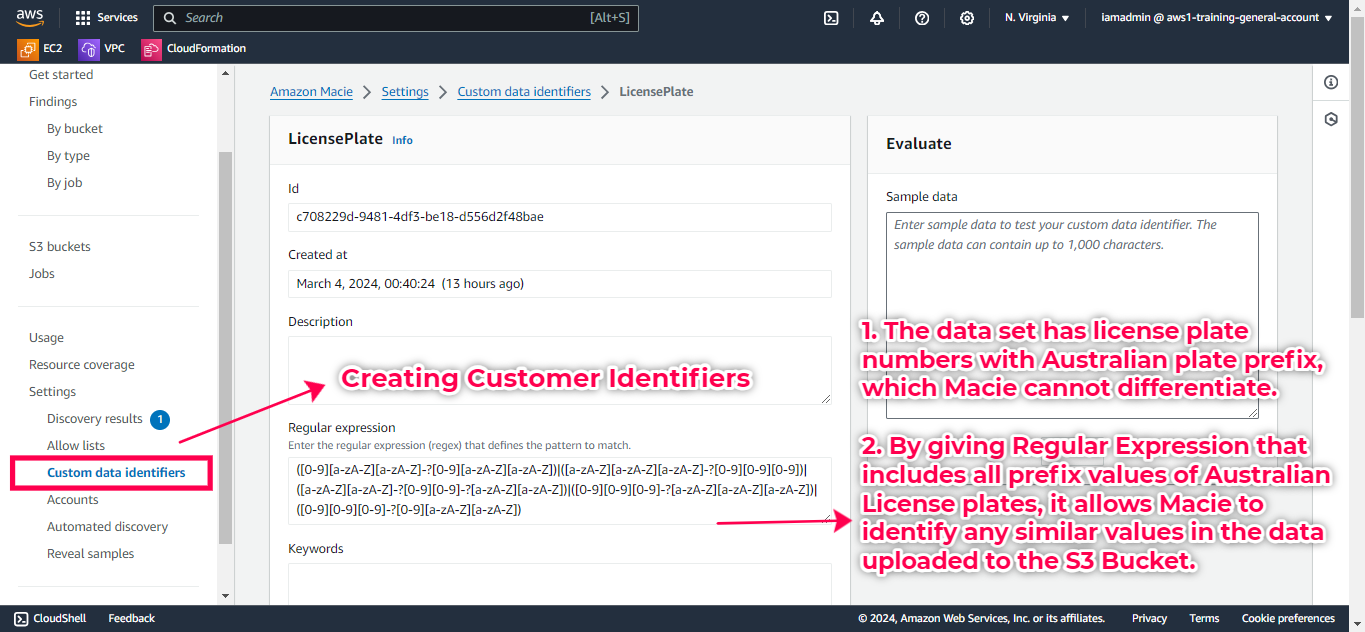 aws
Services
Search
[Alt+S]
N. Virginia
iamadmin @ aws1-training-general-account
EC2
VPC
CloudFormation
Get started
Findings
By bucket
By type
By job
S3 buckets
Jobs
Usage
Resource coverage
Settings
Discovery results 1
Allow lists
Custom data identifiers
Accounts
Automated discovery
Reveal samples
Amazon Macie > Settings > Custom data identifiers > LicensePlate
LicensePlate Info
Id
c708229d-9481-4df3-be18-d556d2f48bae
Created at
March 4, 2024, 00:40:24 (13 hours ago)
Description
Creating Customer Identifiers
Regular expression
Enter the regular expression (regex) that defines the pattern to match.
([0-9][a-zA-Z][a-zA-Z]-?[0-9][a-zA-Z][a-zA-Z])|([a-zA-Z][a-zA-Z][a-zA-Z]-?[0-9][0-9][0-9])|
([a-zA-Z][a-zA-Z]-?[0-9][0-9]-?[a-zA-Z][a-zA-Z])|([0-9][0-9][0-9]-?[a-zA-Z][a-zA-Z][a-zA-Z])|
([0-9][0-9][0-9]-?[0-9][a-zA-Z][a-zA-Z])
Keywords
Evaluate
Sample data
Enter sample data to test your custom data identifier. The
sample data can contain up to 1,000 characters.
1. The data set has license plate
numbers with Australian plate prefix,
which Macie cannot differentiate.
2. By giving Regular Expression that
includes all prefix values of Australian
License plates, it allows Macie to
identify any similar values in the data
uploaded to the S3 Bucket.
CloudShell
Feedback
© 2024, Amazon Web Services, Inc. or its affiliates.
Privacy
Terms
Cookie preferences